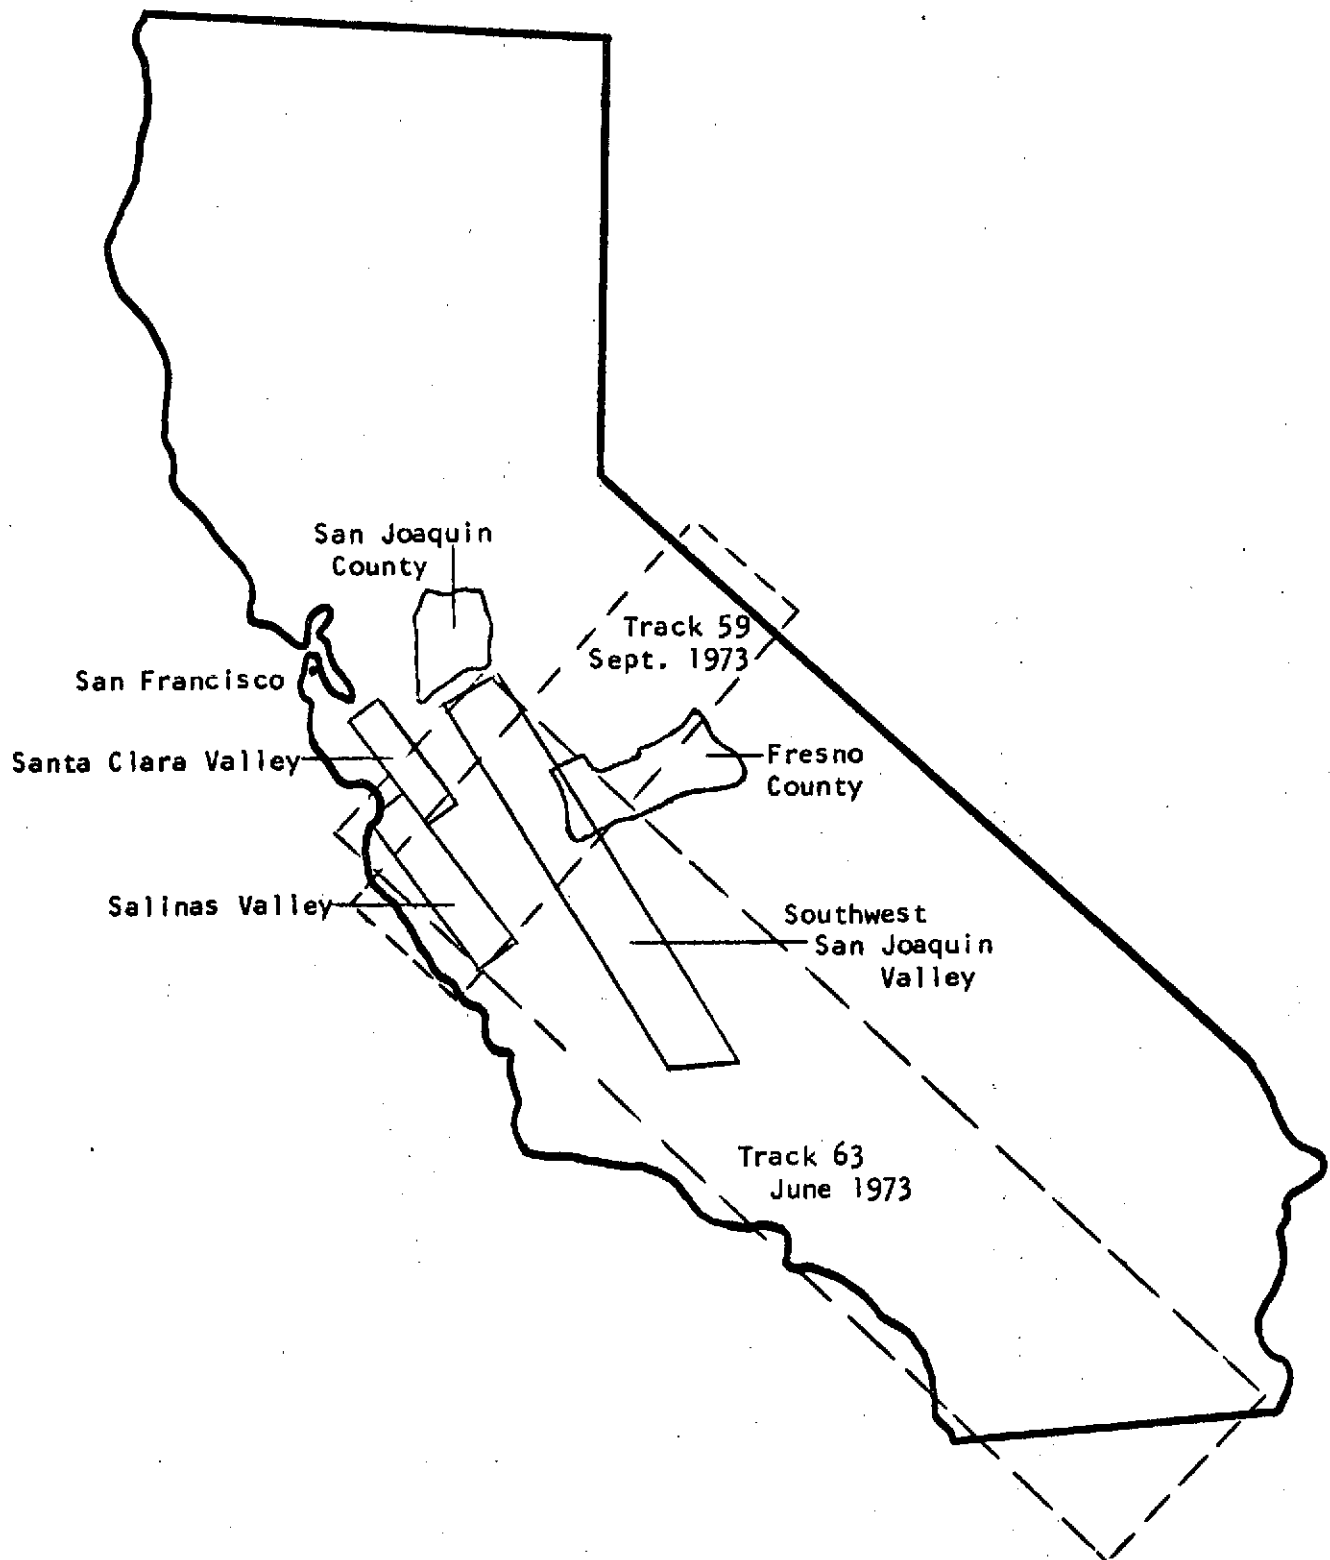 San Joaquin
County
Track 59
Sept. 1973
San Francisco
Santa Clara Valley
Fresno
County
Salinas Valley
Southwest
San Joaquin
Valley
Track 63
June 1973